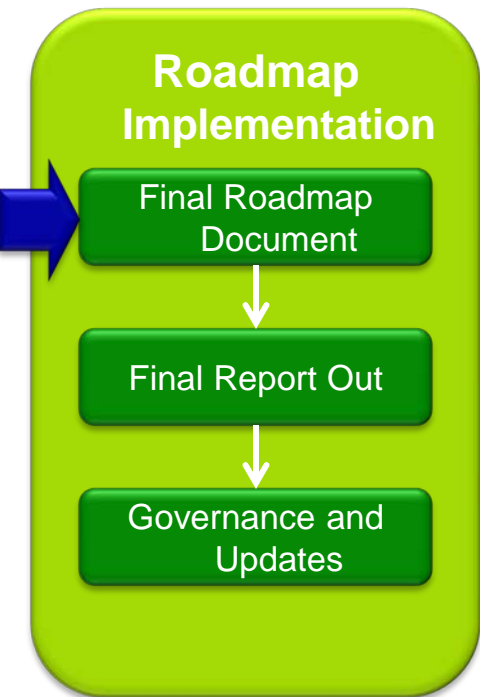 Roadmap
Implementation
Final Roadmap
Document
Final Report Out
Governance and
Updates